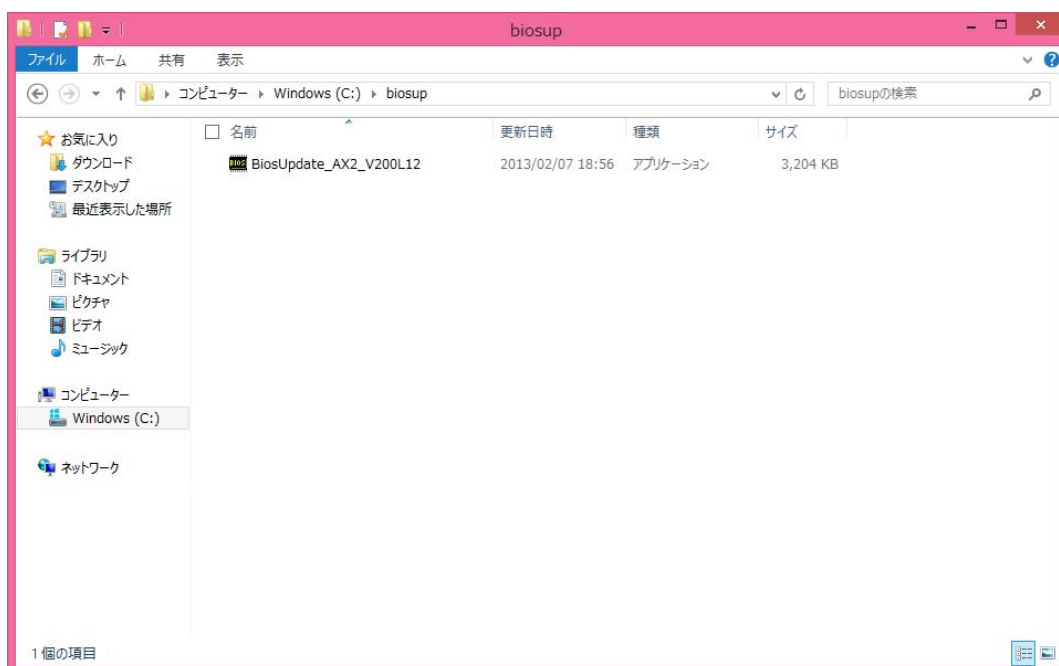 biosup
ファイル ホーム 共有 表示
コンピューター Windows (C:) biosup biosupの検索
お気に入り
ダウンロード
デスクトップ
最近表示した場所
ライブラリ
ドキュメント
ピクチャ
ビデオ
ミュージック
コンピューター
Windows (C:)
ネットワーク
名前 更新日時 種類 サイズ
BIOS BiosUpdate_AX2_V200L12 2013/02/07 18:56 アプリケーション 3,204 KB
1 個の項目